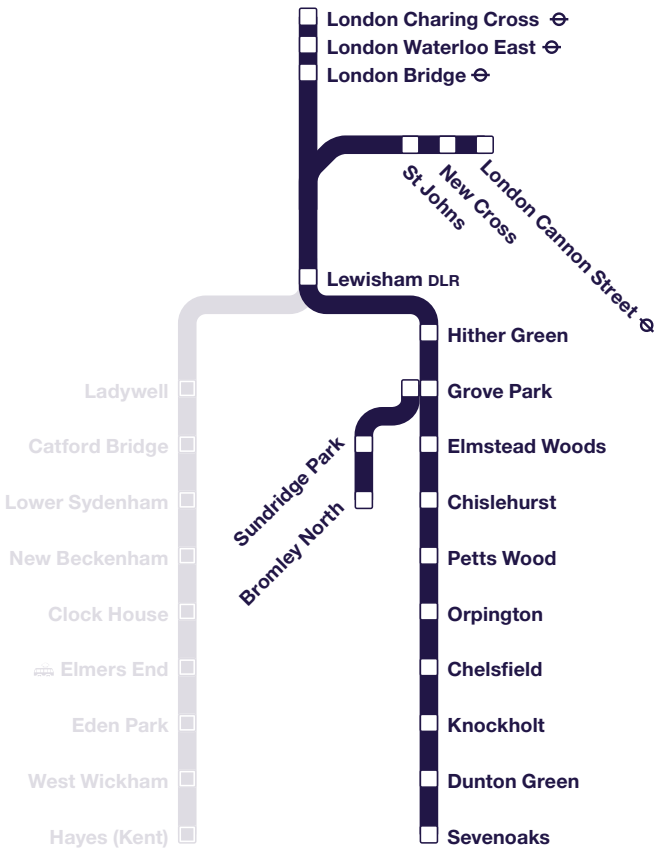 London Charing Cross
London Waterloo East
London Bridge
St Johns
New Cross
London Cannon Street
Lewisham DLR
Hither Green
Ladywell
Grove Park
Catford Bridge
Sundridge Park
Elmstead Woods
Lower Sydenham
Bromley North
Chislehurst
New Beckenham
Petts Wood
Clock House
Orpington
Elmers End
Chelsfield
Eden Park
Knockholt
West Wickham
Dunton Green
Hayes (Kent)
Sevenoaks